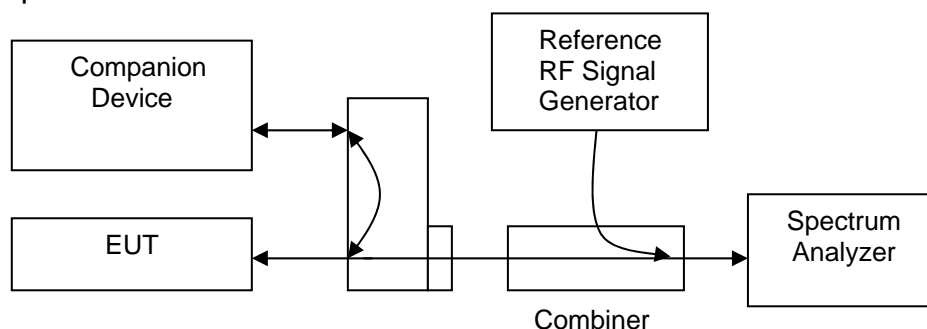 Companion
Device
Reference
RF Signal
Generator
EUT
Spectrum
Analyzer
Combiner